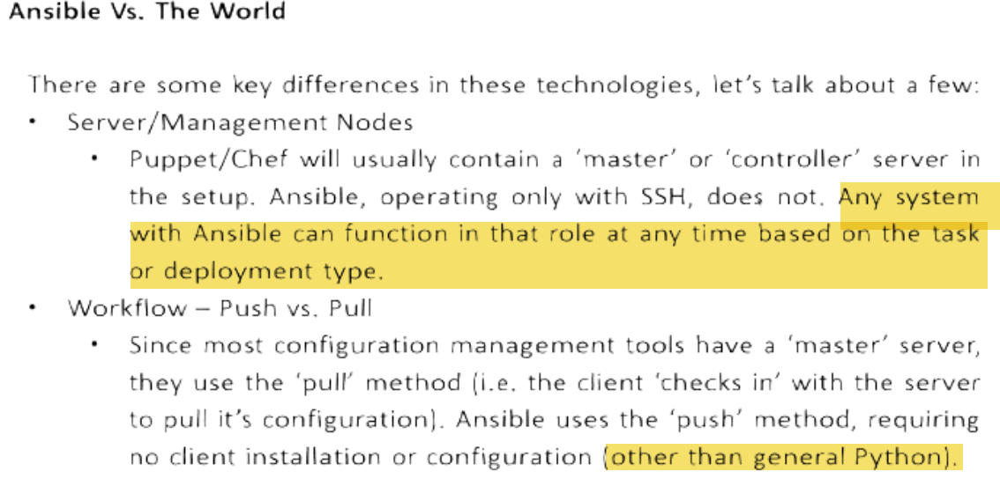 Ansible Vs. The World
There are some key differences in these technologies, let's talk about a few:
• Server/Management Nodes
• Puppet/Chef will usually contain a 'master' or 'controller' server in
the setup. Ansible, operating only with SSH, does not. Any system
with Ansible can function in that role at any time based on the task
or deployment type.
• Workflow – Push vs. Pull
• Since most configuration management tools have a 'master' server,
they use the 'pull' method (i.e. the client 'checks in' with the server
to pull it's configuration). Ansible uses the 'push' method, requiring
no client installation or configuration (other than general Python).